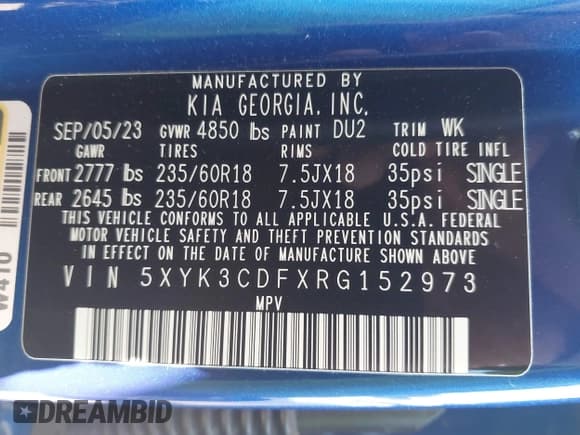 MANUFACTURED BY
KIA GEORGIA, INC.
SEP/05/23 GVWR 4850 lbs PAINT DU2 TRIM WK
GAWR TIRES RIMS COLD TIRE INFL
FRONT 2777 lbs 235/60R18 7.5JX18 35psi SINGLE
REAR 2645 lbs 235/60R18 7.5JX18 35psi SINGLE
THIS VEHICLE CONFORMS TO ALL APPLICABLE U.S.A. FEDERAL
MOTOR VEHICLE SAFETY AND THEFT PREVENTION STANDARDS
IN EFFECT ON THE DATE OF MANUFACTURE SHOWN ABOVE.
VIN 5XYK3CDFXRG152973
MPV
W410
DREAMBID